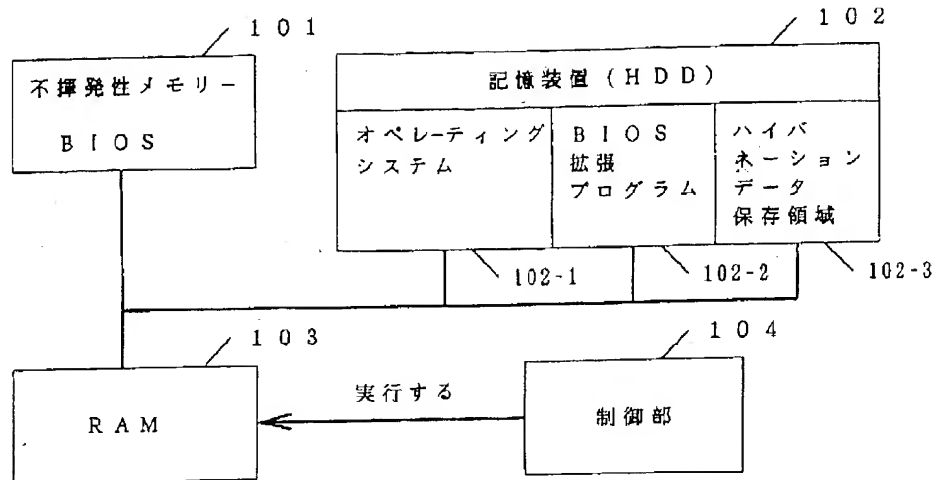 101
不揮発性メモリー
BIOS
102
記憶装置(HDD)
オペレーティング
システム
BIOS
拡張
プログラム
ハイバ
ネーション
データ
保存領域
102-1
102-2
102-3
103
RAM
実行する
104
制御部